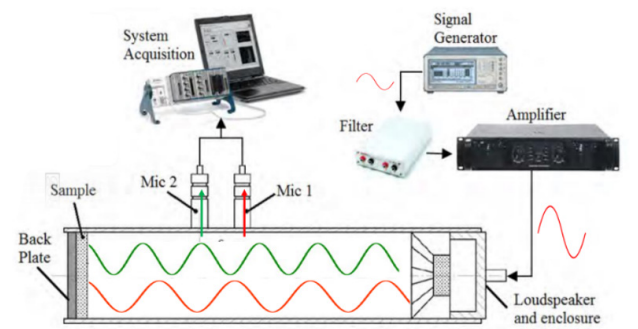 System
Acquisition
Signal
Generator
Filter
Amplifier
Sample
Mic 2
Mic 1
Back
Plate
Loudspeaker
and enclosure